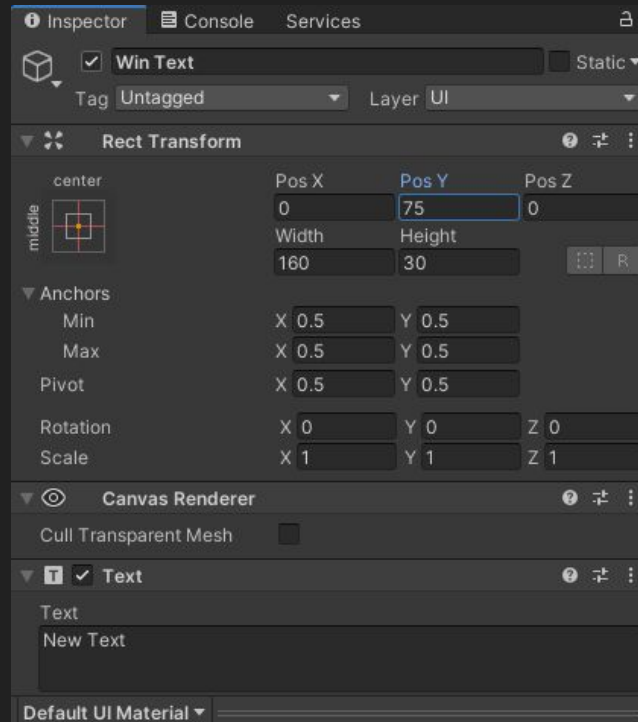 Inspector Console Services
Win Text Static
Tag Untagged Layer UI
Rect Transform
center Pos X Pos Y Pos Z
middle 0 75 0
Width Height
160 30 R
Anchors
Min X 0.5 Y 0.5
Max X 0.5 Y 0.5
Pivot X 0.5 Y 0.5
Rotation X 0 Y 0 Z 0
Scale X 1 Y 1 Z 1
Canvas Renderer
Cull Transparent Mesh
T Text
Text
New Text
Default UI Material